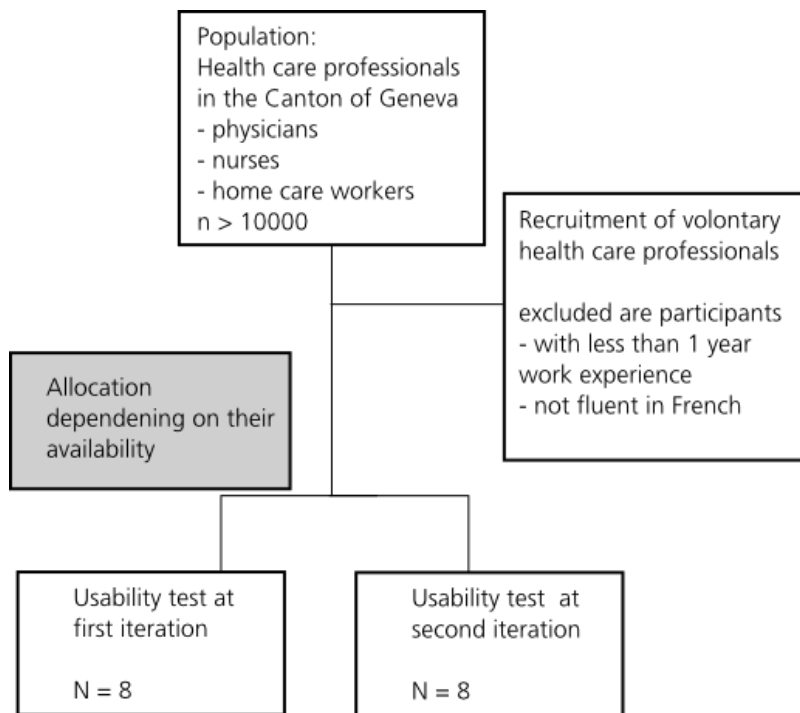 Population:
Health care professionals
in the Canton of Geneva
- physicians
- nurses
- home care workers
n > 10000
Recruitment of volontary
health care professionals
excluded are participants
- with less than 1 year
work experience
- not fluent in French
Allocation
dependening on their
availability
Usability test at
first iteration
N = 8
Usability test at
second iteration
N = 8